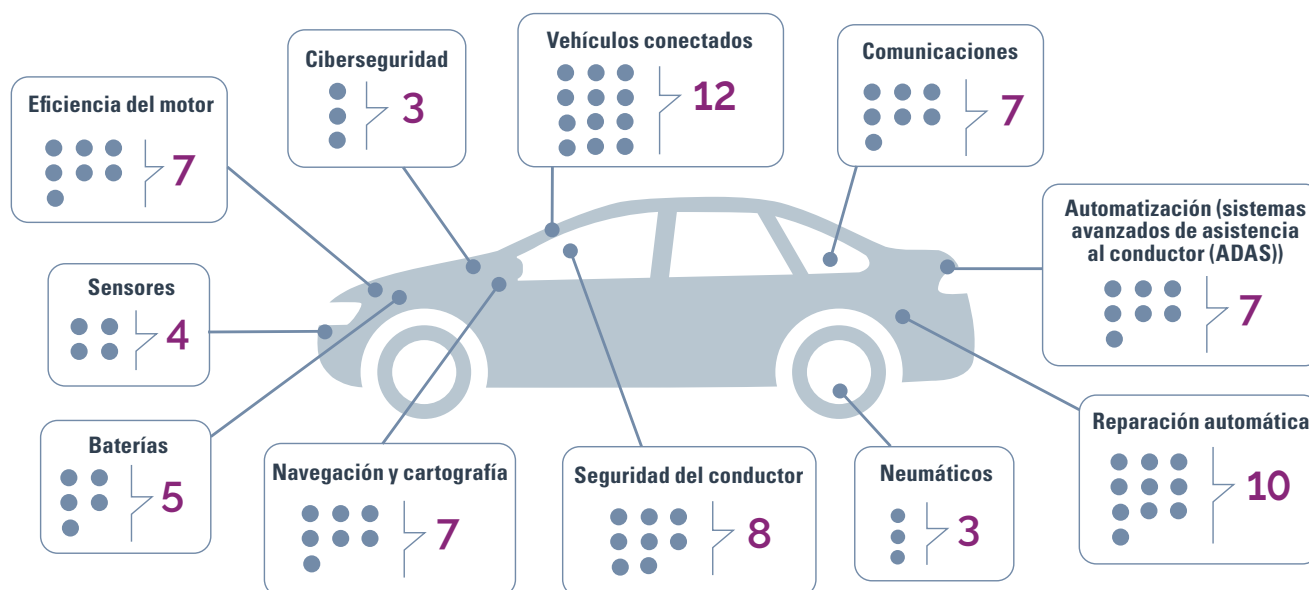 Eficiencia del motor
7
Ciberseguridad
3
Vehículos conectados
12
Comunicaciones
7
Automatización (sistemas
avanzados de asistencia
al conductor (ADAS))
7
Sensores
4
Baterías
5
Navegación y cartografía
7
Seguridad del conductor
8
Neumáticos
3
Reparación automática
10